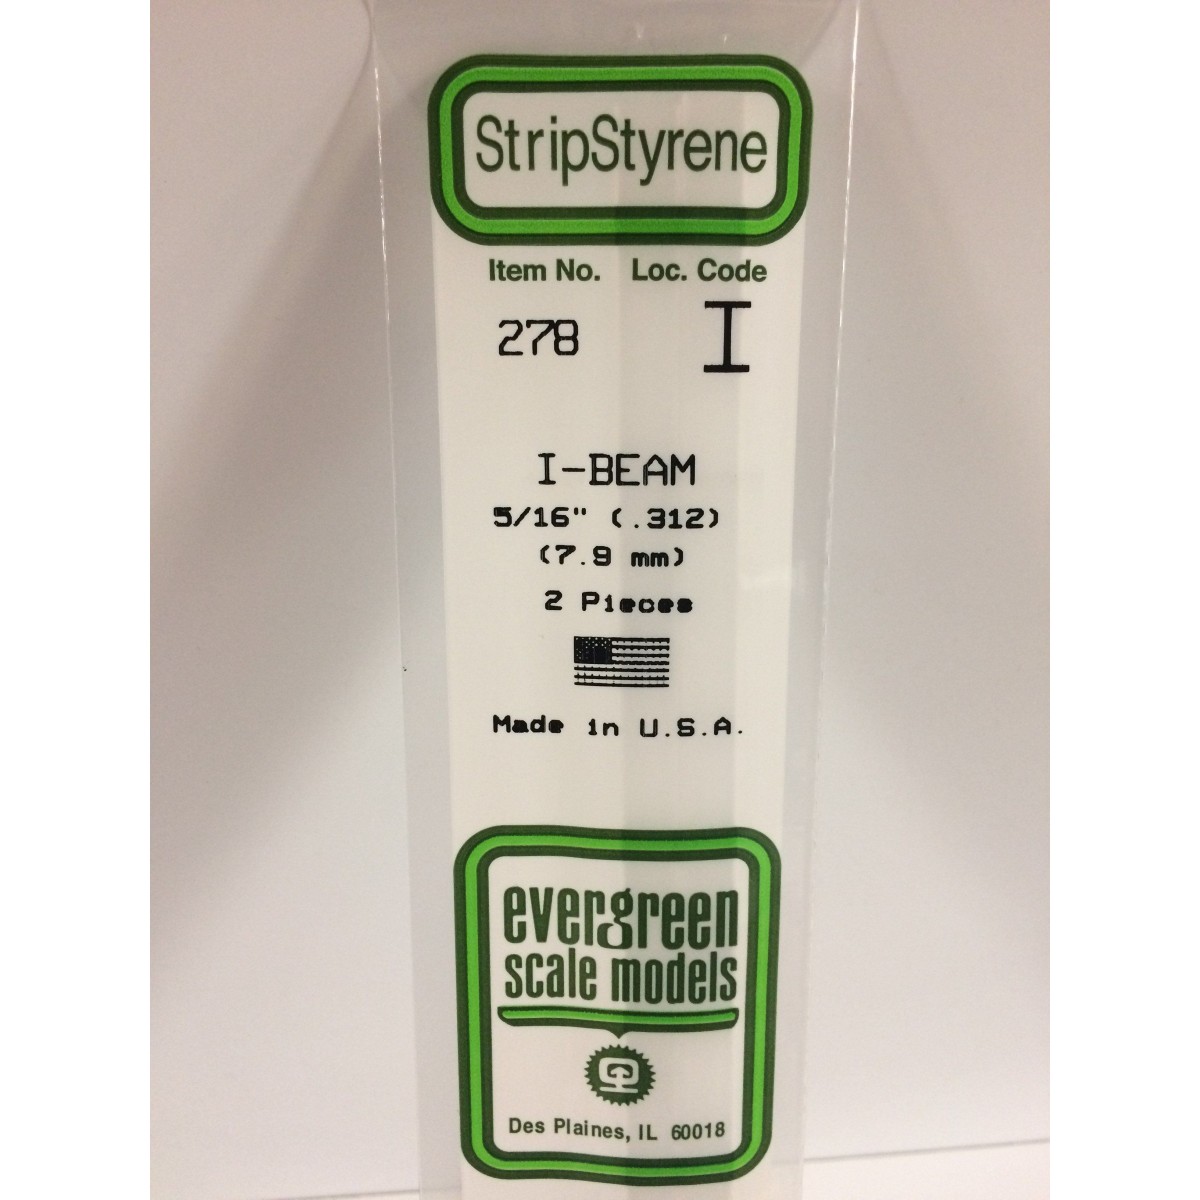 StripStyrene
Item No. Loc. Code
278 I
I-BEAM
5/16" (.312)
(7.9 mm)
2 Pieces
Made in U.S.A.
evergreen
scale models
Des Plaines, IL 60018